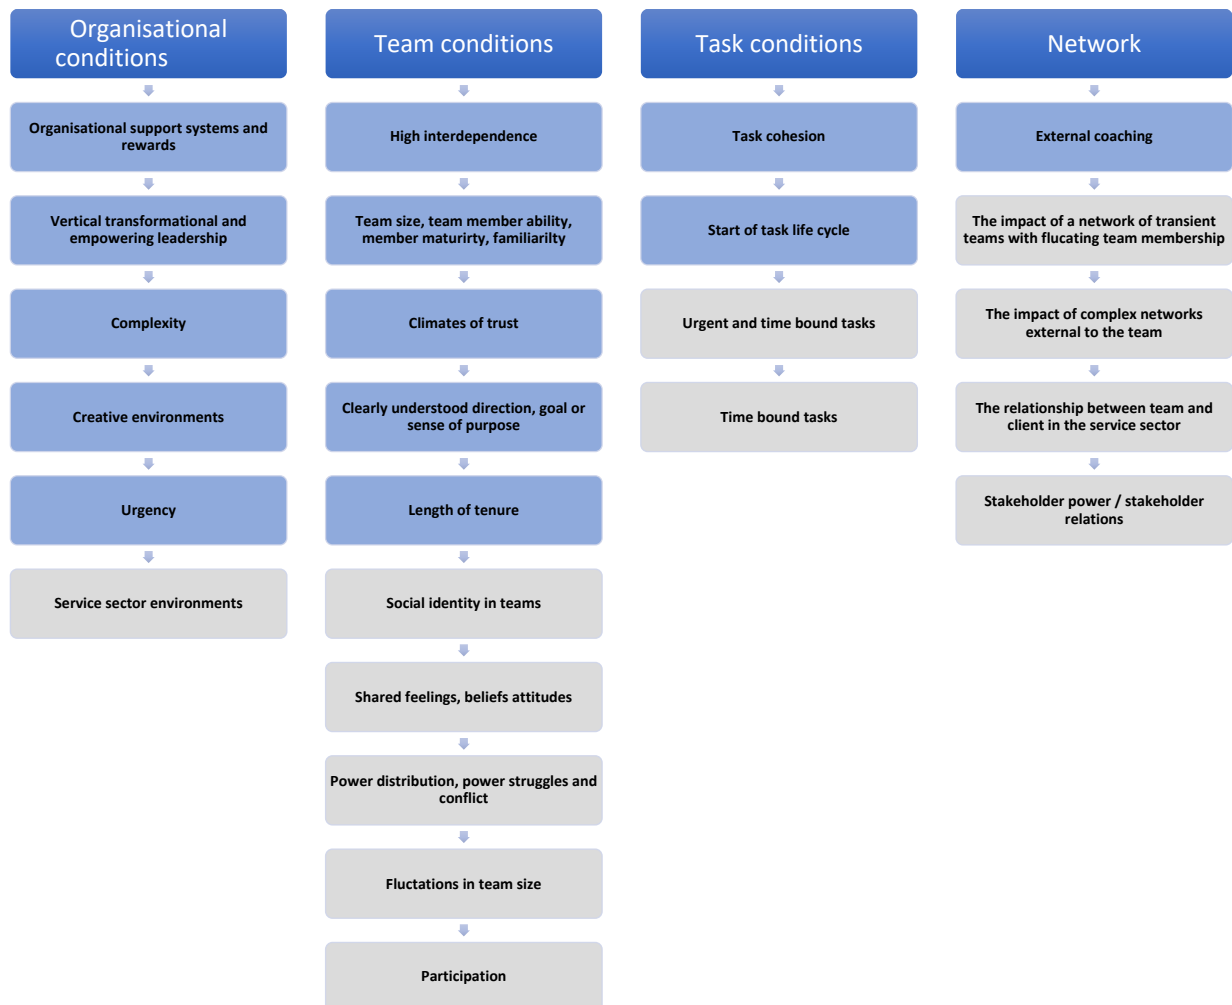 Organisational
conditions
Organisational support systems and
rewards
Vertical transformational and
empowering leadership
Complexity
Creative environments
Urgency
Service sector environments
Team conditions
High interdependence
Team size, team member ability,
member maturirty, familiarilty
Climates of trust
Clearly understood direction, goal or
sense of purpose
Length of tenure
Social identity in teams
Shared feelings, beliefs attitudes
Power distribution, power struggles and
conflict
Fluctations in team size
Participation
Task conditions
Task cohesion
Start of task life cycle
Urgent and time bound tasks
Time bound tasks
Network
External coaching
The impact of a network of transient
teams with flucating team membership
The impact of complex networks
external to the team
The relationship between team and
client in the service sector
Stakeholder power / stakeholder
relations